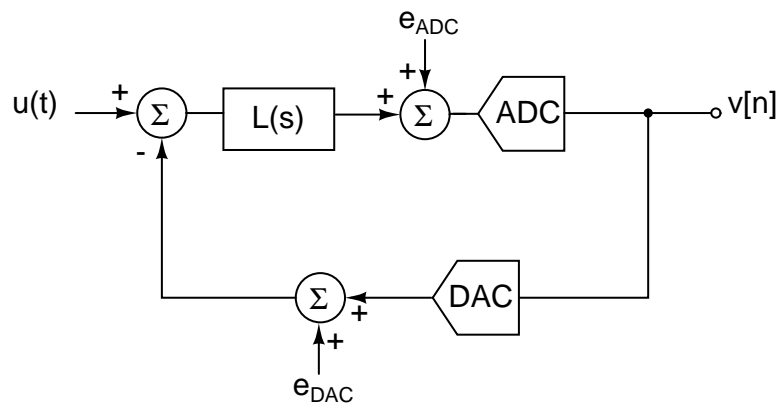 e_ADC
u(t)
+
Σ
-
L(s)
+
+
Σ
ADC
v[n]
Σ
+
+
DAC
e_DAC